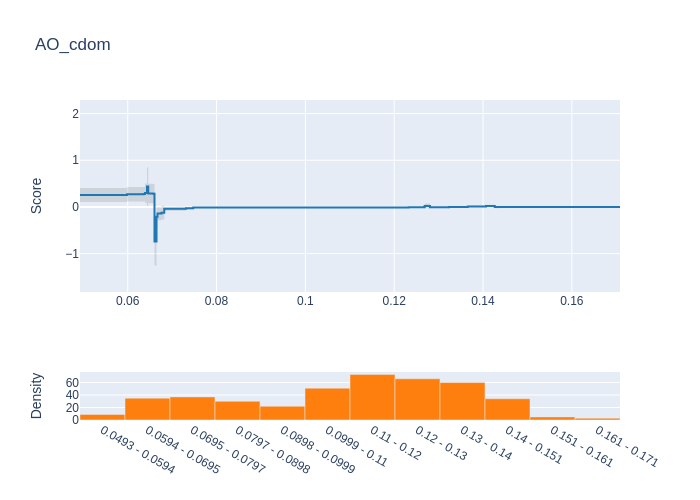 AO_cdom
Score
2
1
0
−1
0.06 0.08 0.1 0.12 0.14 0.16
Density
60
40
20
0
0.0493 - 0.0594
0.0594 - 0.0695
0.0695 - 0.0797
0.0797 - 0.0898
0.0898 - 0.0999
0.0999 - 0.11
0.11 - 0.12
0.12 - 0.13
0.13 - 0.14
0.14 - 0.151
0.151 - 0.161
0.161 - 0.171